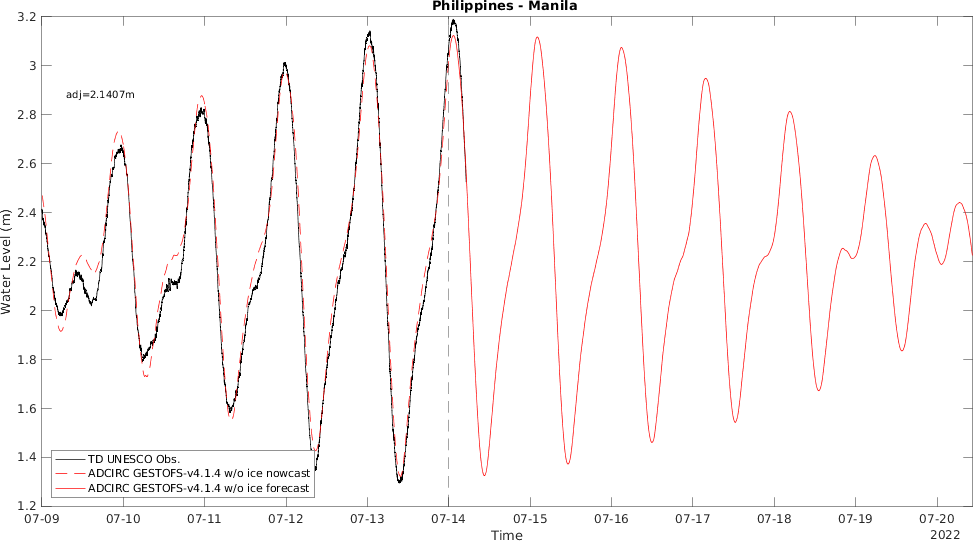 Philippines - Manila
3.2
3
2.8
2.6
2.4
2.2
2
1.8
1.6
1.4
1.2
Water Level (m)
adj=2.1407m
TD UNESCO Obs.
ADCIRC GESTOFS-v4.1.4 w/o ice nowcast
ADCIRC GESTOFS-v4.1.4 w/o ice forecast
07-09 07-10 07-11 07-12 07-13 07-14 07-15 07-16 07-17 07-18 07-19 07-20
Time
2022